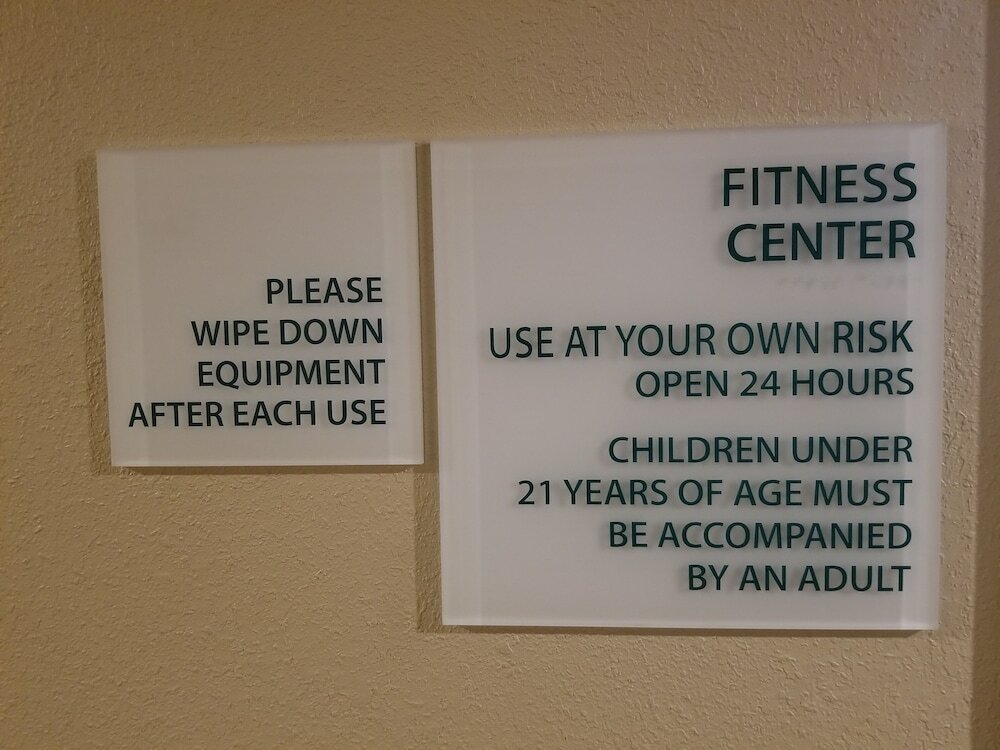 PLEASE
WIPE DOWN
EQUIPMENT
AFTER EACH USE
FITNESS
CENTER
USE AT YOUR OWN RISK
OPEN 24 HOURS
CHILDREN UNDER
21 YEARS OF AGE MUST
BE ACCOMPANIED
BY AN ADULT